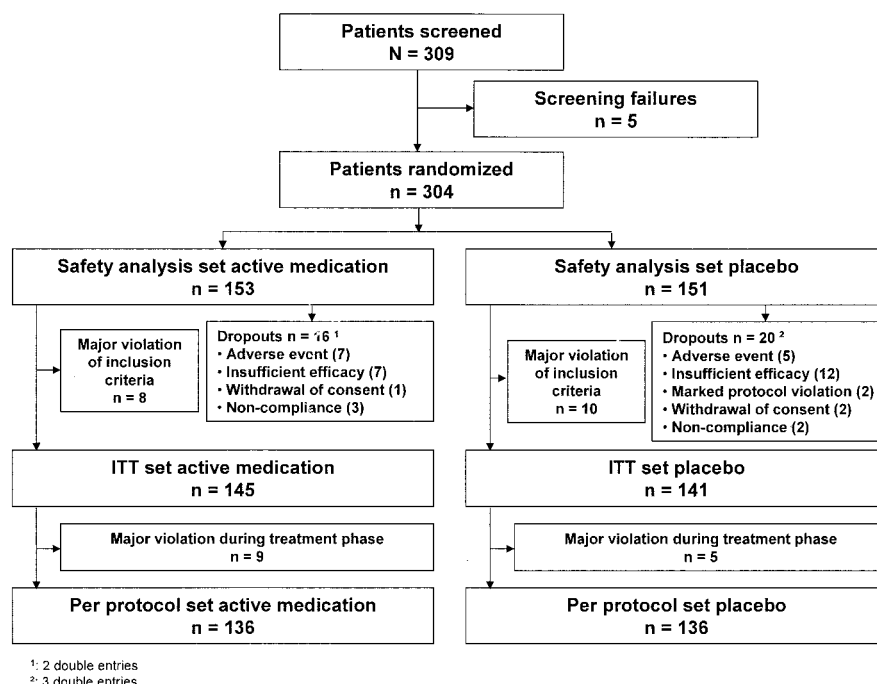 Patients screened
N = 309
Screening failures
n = 5
Patients randomized
n = 304
Safety analysis set active medication
n = 153
Safety analysis set placebo
n = 151
Major violation
of inclusion
criteria
n = 8
Dropouts n = 16 ¹
• Adverse event (7)
• Insufficient efficacy (7)
• Withdrawal of consent (1)
• Non-compliance (3)
Major violation
of inclusion
criteria
n = 10
Dropouts n = 20 ²
• Adverse event (5)
• Insufficient efficacy (12)
• Marked protocol violation (2)
• Withdrawal of consent (2)
• Non-compliance (2)
ITT set active medication
n = 145
ITT set placebo
n = 141
Major violation during treatment phase
n = 9
Major violation during treatment phase
n = 5
Per protocol set active medication
n = 136
Per protocol set placebo
n = 136
¹: 2 double entries
²: 3 double entries